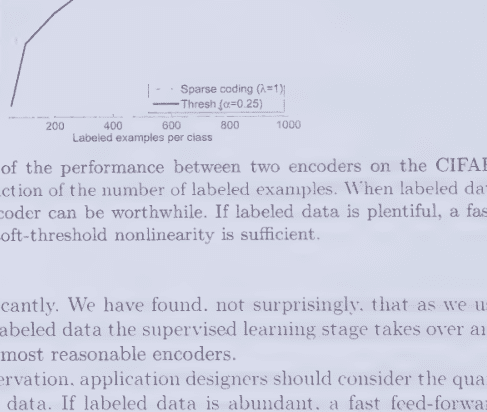 Sparse coding (λ=1)
Thresh (α=0.25)
200 400 600 800 1000
Labeled examples per class
of the performance between two encoders on the CIFAR
ction of the number of labeled examples. When labeled da
coder can be worthwhile. If labeled data is plentiful, a fas
oft-threshold nonlinearity is sufficient.
cantly. We have found, not surprisingly, that as we u
abeled data the supervised learning stage takes over a
most reasonable encoders.
ervation, application designers should consider the qua
data. If labeled data is abundant, a fast feed-forwa